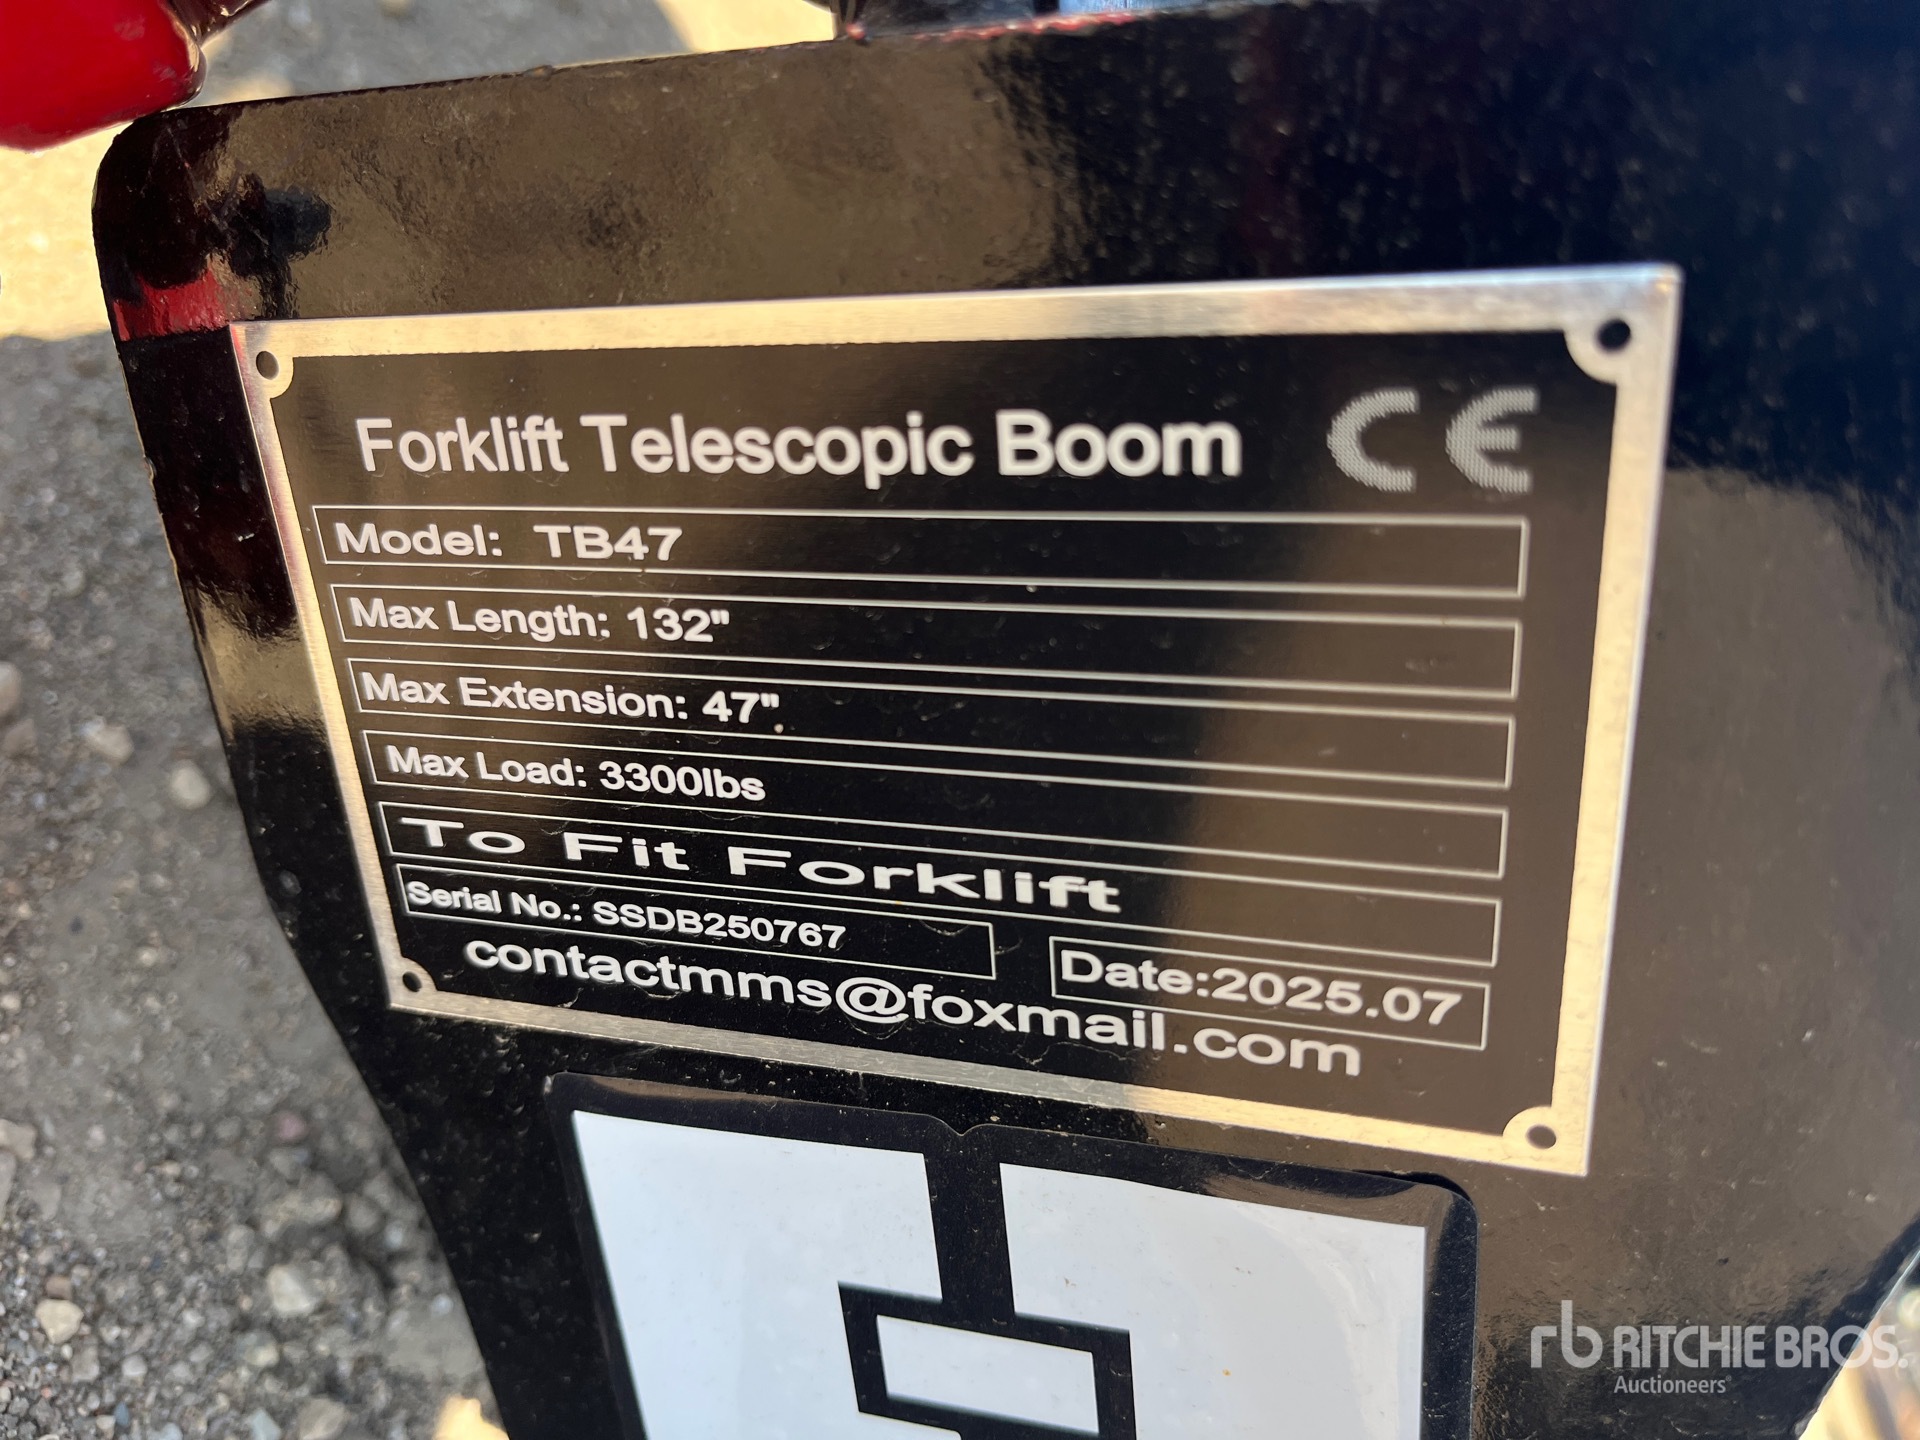 Forklift Telescopic Boom CE
Model: TB47
Max Length: 132"
Max Extension: 47"
Max Load: 3300lbs
To Fit Forklift
Serial No.: SSDB250767
Date:2025.07
contactmms@foxmail.com
rb RITCHIE BROS.
Auctioneers